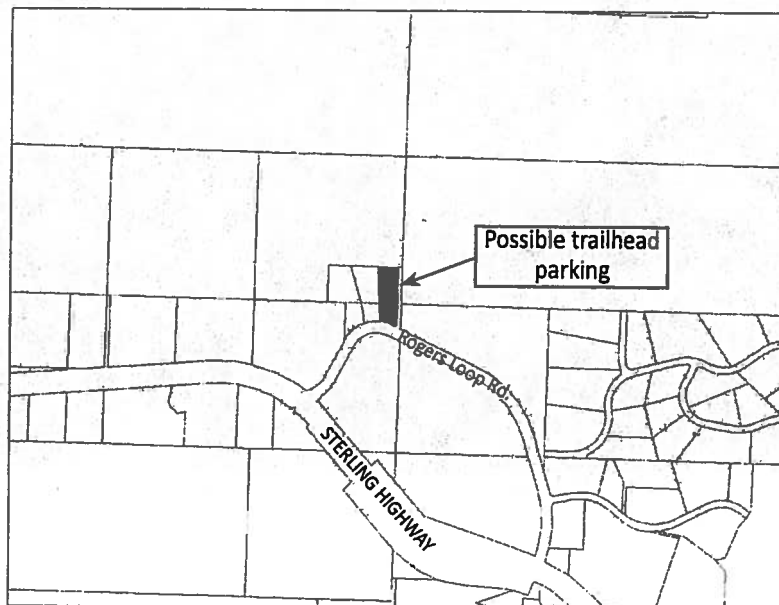 Possible trailhead
parking
Rogers Loop Rd.
STERLING HIGHWAY